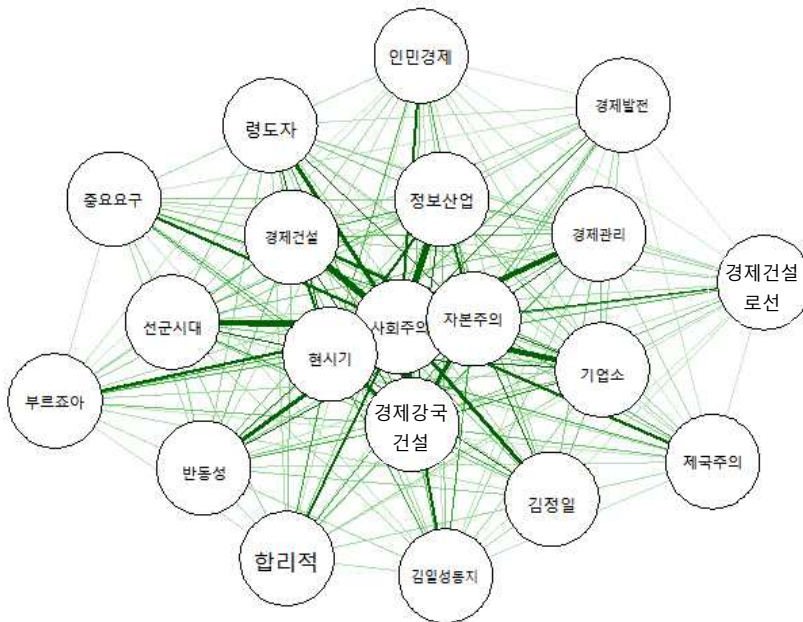 인민경제
경제발전
령도자
중요요구
정보산업
경제건설
경제관리
경제건설
로선
선군시대
사회주의
자본주의
현시기
기업소
부르죠아
경제강국
건설
반동성
제국주의
김정일
합리적
김일성동지